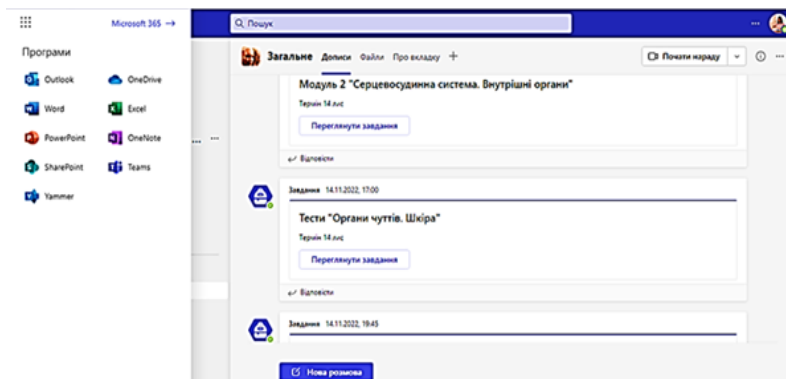 Microsoft 365 →
Програми
Outlook
OneDrive
Word
Excel
PowerPoint
OneNote
SharePoint
Teams
Yammer
Пошук
Загальне Дописи Файли Про вкладку +
Почати нараду
Модуль 2 "Серцевосудинна система. Внутрішні органи"
Термін 14 лис
Переглянути завдання
Відповісти
Завдання 14.11.2022, 17:00
Тести "Органи чуттів. Шкіра"
Термін 14 лис
Переглянути завдання
Відповісти
Завдання 14.11.2022, 19:45
Нова розмова